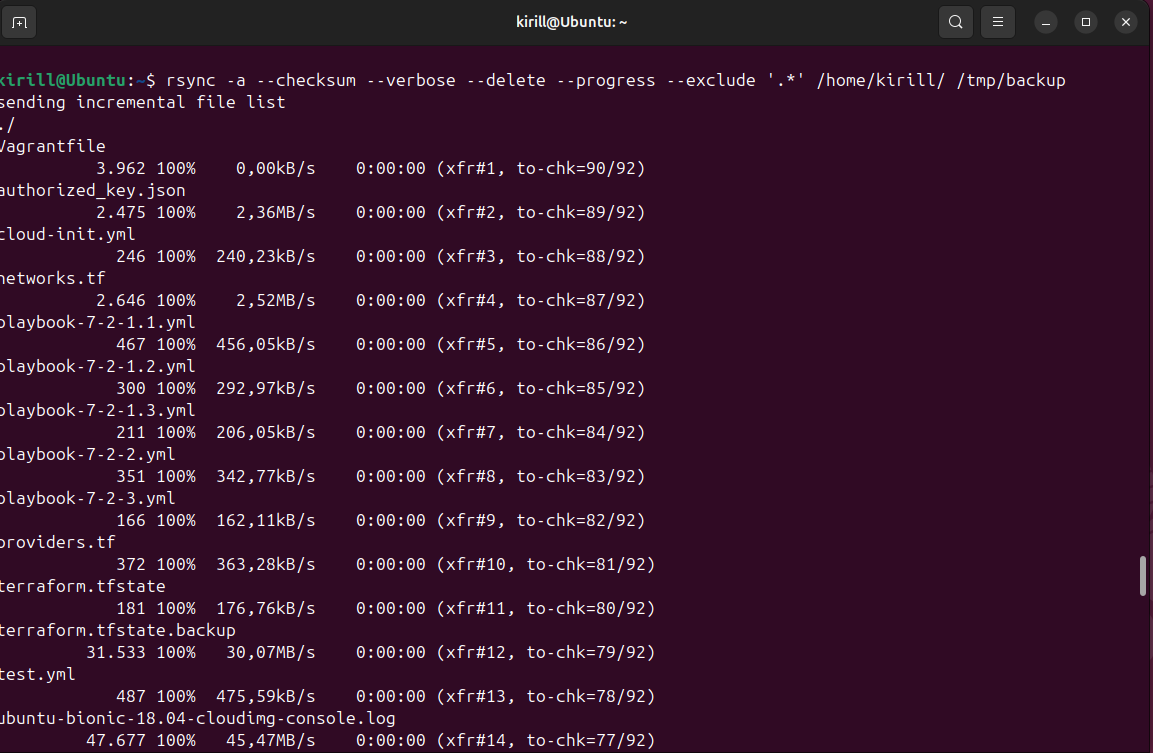 kirill@Ubuntu: ~
kirill@Ubuntu:~$ rsync -a --checksum --verbose --delete --progress --exclude '.*' /home/kirill/ /tmp/backup
sending incremental file list
./
Vagrantfile
3.962 100% 0,00kB/s 0:00:00 (xfr#1, to-chk=90/92)
authorized_key.json
2.475 100% 2,36MB/s 0:00:00 (xfr#2, to-chk=89/92)
cloud-init.yml
246 100% 240,23kB/s 0:00:00 (xfr#3, to-chk=88/92)
networks.tf
2.646 100% 2,52MB/s 0:00:00 (xfr#4, to-chk=87/92)
playbook-7-2-1.1.yml
467 100% 456,05kB/s 0:00:00 (xfr#5, to-chk=86/92)
playbook-7-2-1.2.yml
300 100% 292,97kB/s 0:00:00 (xfr#6, to-chk=85/92)
playbook-7-2-1.3.yml
211 100% 206,05kB/s 0:00:00 (xfr#7, to-chk=84/92)
playbook-7-2-2.yml
351 100% 342,77kB/s 0:00:00 (xfr#8, to-chk=83/92)
playbook-7-2-3.yml
166 100% 162,11kB/s 0:00:00 (xfr#9, to-chk=82/92)
providers.tf
372 100% 363,28kB/s 0:00:00 (xfr#10, to-chk=81/92)
terraform.tfstate
181 100% 176,76kB/s 0:00:00 (xfr#11, to-chk=80/92)
terraform.tfstate.backup
31.533 100% 30,07MB/s 0:00:00 (xfr#12, to-chk=79/92)
test.yml
487 100% 475,59kB/s 0:00:00 (xfr#13, to-chk=78/92)
ubuntu-bionic-18.04-cloudimg-console.log
47.677 100% 45,47MB/s 0:00:00 (xfr#14, to-chk=77/92)